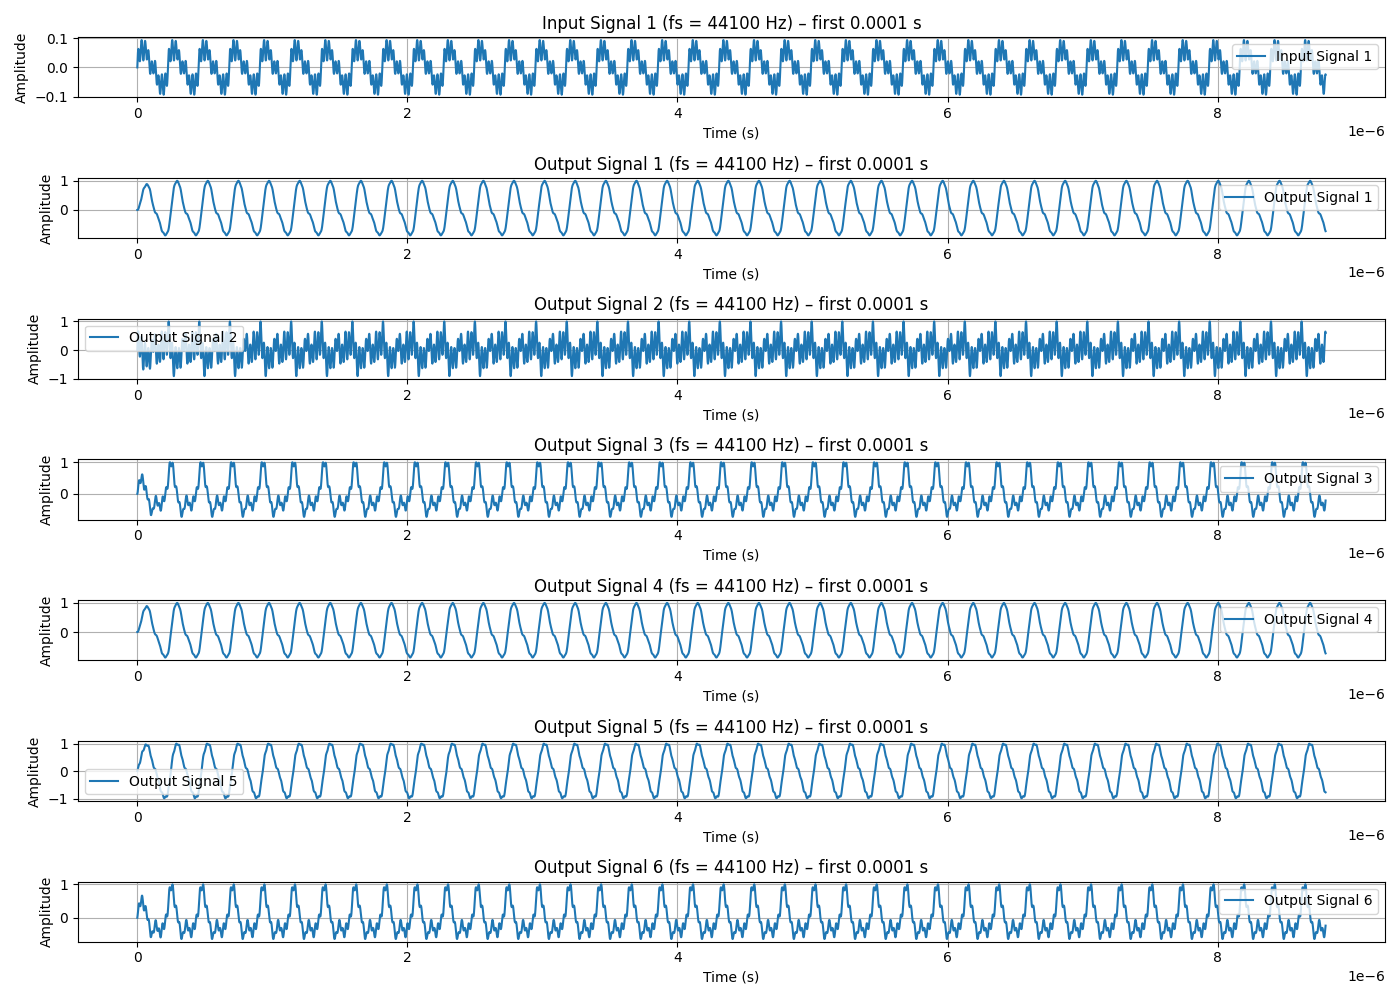 Input Signal 1 (fs = 44100 Hz) – first 0.0001 s
Amplitude
0.1
0.0
−0.1
Input Signal 1
0 2 4 6 8
Time (s)
1e−6
Output Signal 1 (fs = 44100 Hz) – first 0.0001 s
Amplitude
1
0
Output Signal 1
0 2 4 6 8
Time (s)
1e−6
Output Signal 2 (fs = 44100 Hz) – first 0.0001 s
Amplitude
1
0
−1
Output Signal 2
0 2 4 6 8
Time (s)
1e−6
Output Signal 3 (fs = 44100 Hz) – first 0.0001 s
Amplitude
1
0
Output Signal 3
0 2 4 6 8
Time (s)
1e−6
Output Signal 4 (fs = 44100 Hz) – first 0.0001 s
Amplitude
1
0
Output Signal 4
0 2 4 6 8
Time (s)
1e−6
Output Signal 5 (fs = 44100 Hz) – first 0.0001 s
Amplitude
1
0
−1
Output Signal 5
0 2 4 6 8
Time (s)
1e−6
Output Signal 6 (fs = 44100 Hz) – first 0.0001 s
Amplitude
1
0
Output Signal 6
0 2 4 6 8
Time (s)
1e−6